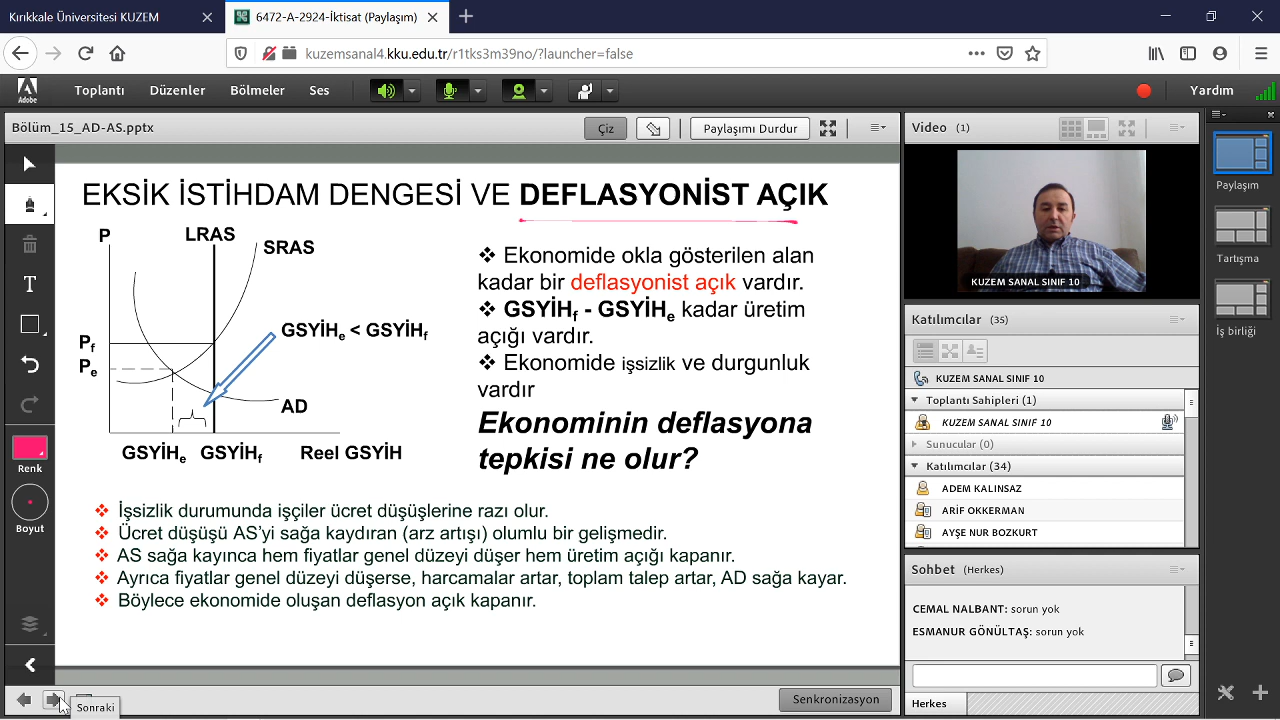 Kırıkkale Üniversitesi KUZEM
6472-A-2924-İktisat (Paylaşım)
kuzemsanal4.kku.edu.tr/r1tks3m39no/?launcher=false
Adobe
Toplantı
Düzenler
Bölmeler
Ses
Yardım
Bölüm_15_AD-AS.pptx
Çiz
Paylaşımı Durdur
EKSİK İSTİHDAM DENGESİ VE DEFLASYONİST AÇIK
P
LRAS
SRAS
GSYİHe < GSYİHf
Pf
Pe
AD
GSYİHe
GSYİHf
Reel GSYİH
❖ Ekonomide okla gösterilen alan
kadar bir deflasyonist açık vardır.
❖ GSYİHf - GSYİHe kadar üretim
açığı vardır.
❖ Ekonomide işsizlik ve durgunluk
vardır
Ekonominin deflasyona
tepkisi ne olur?
❖ İşsizlik durumunda işçiler ücret düşüşlerine razı olur.
❖ Ücret düşüşü AS’yi sağa kaydıran (arz artışı) olumlu bir gelişmedir.
❖ AS sağa kayınca hem fiyatlar genel düzeyi düşer hem üretim açığı kapanır.
❖ Ayrıca fiyatlar genel düzeyi düşerse, harcamalar artar, toplam talep artar, AD sağa kayar.
❖ Böylece ekonomide oluşan deflasyon açık kapanır.
T
Renk
Boyut
Sonraki
Senkronizasyon
Video (1)
KUZEM SANAL SINIF 10
Katılımcılar (35)
KUZEM SANAL SINIF 10
Toplantı Sahipleri (1)
KUZEM SANAL SINIF 10
Sunucular (0)
Katılımcılar (34)
ADEM KALINSAZ
ARİF OKKERMAN
AYŞE NUR BOZKURT
Sohbet (Herkes)
CEMAL NALBANT: sorun yok
ESMANUR GÖNÜLTAŞ: sorun yok
Herkes
Paylaşım
Tartışma
İş birliği